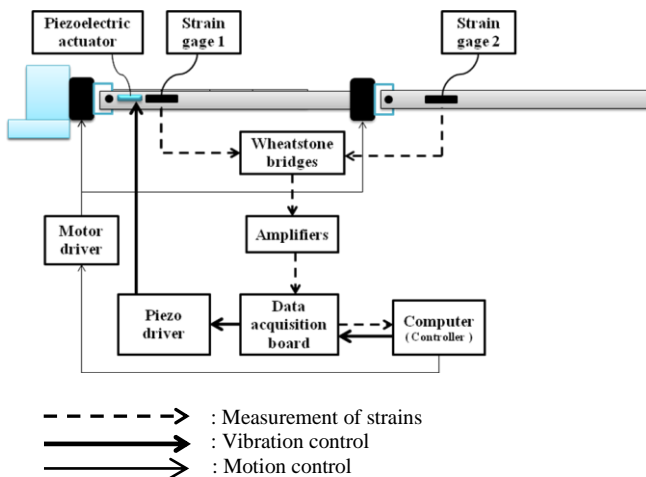 Piezoelectric
actuator
Strain
gage 1
Strain
gage 2
Wheatstone
bridges
Motor
driver
Amplifiers
Piezo
driver
Data
acquisition
board
Computer
( Controller )
: Measurement of strains
: Vibration control
: Motion control